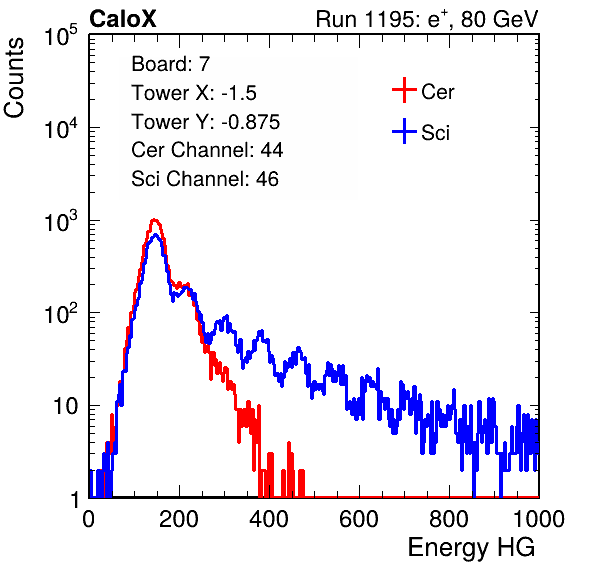 CaloX Run 1195: e⁺, 80 GeV
Counts
10⁵
10⁴
10³
10²
10
1
Board: 7
Tower X: -1.5
Tower Y: -0.875
Cer Channel: 44
Sci Channel: 46
Cer
Sci
0 200 400 600 800 1000
Energy HG